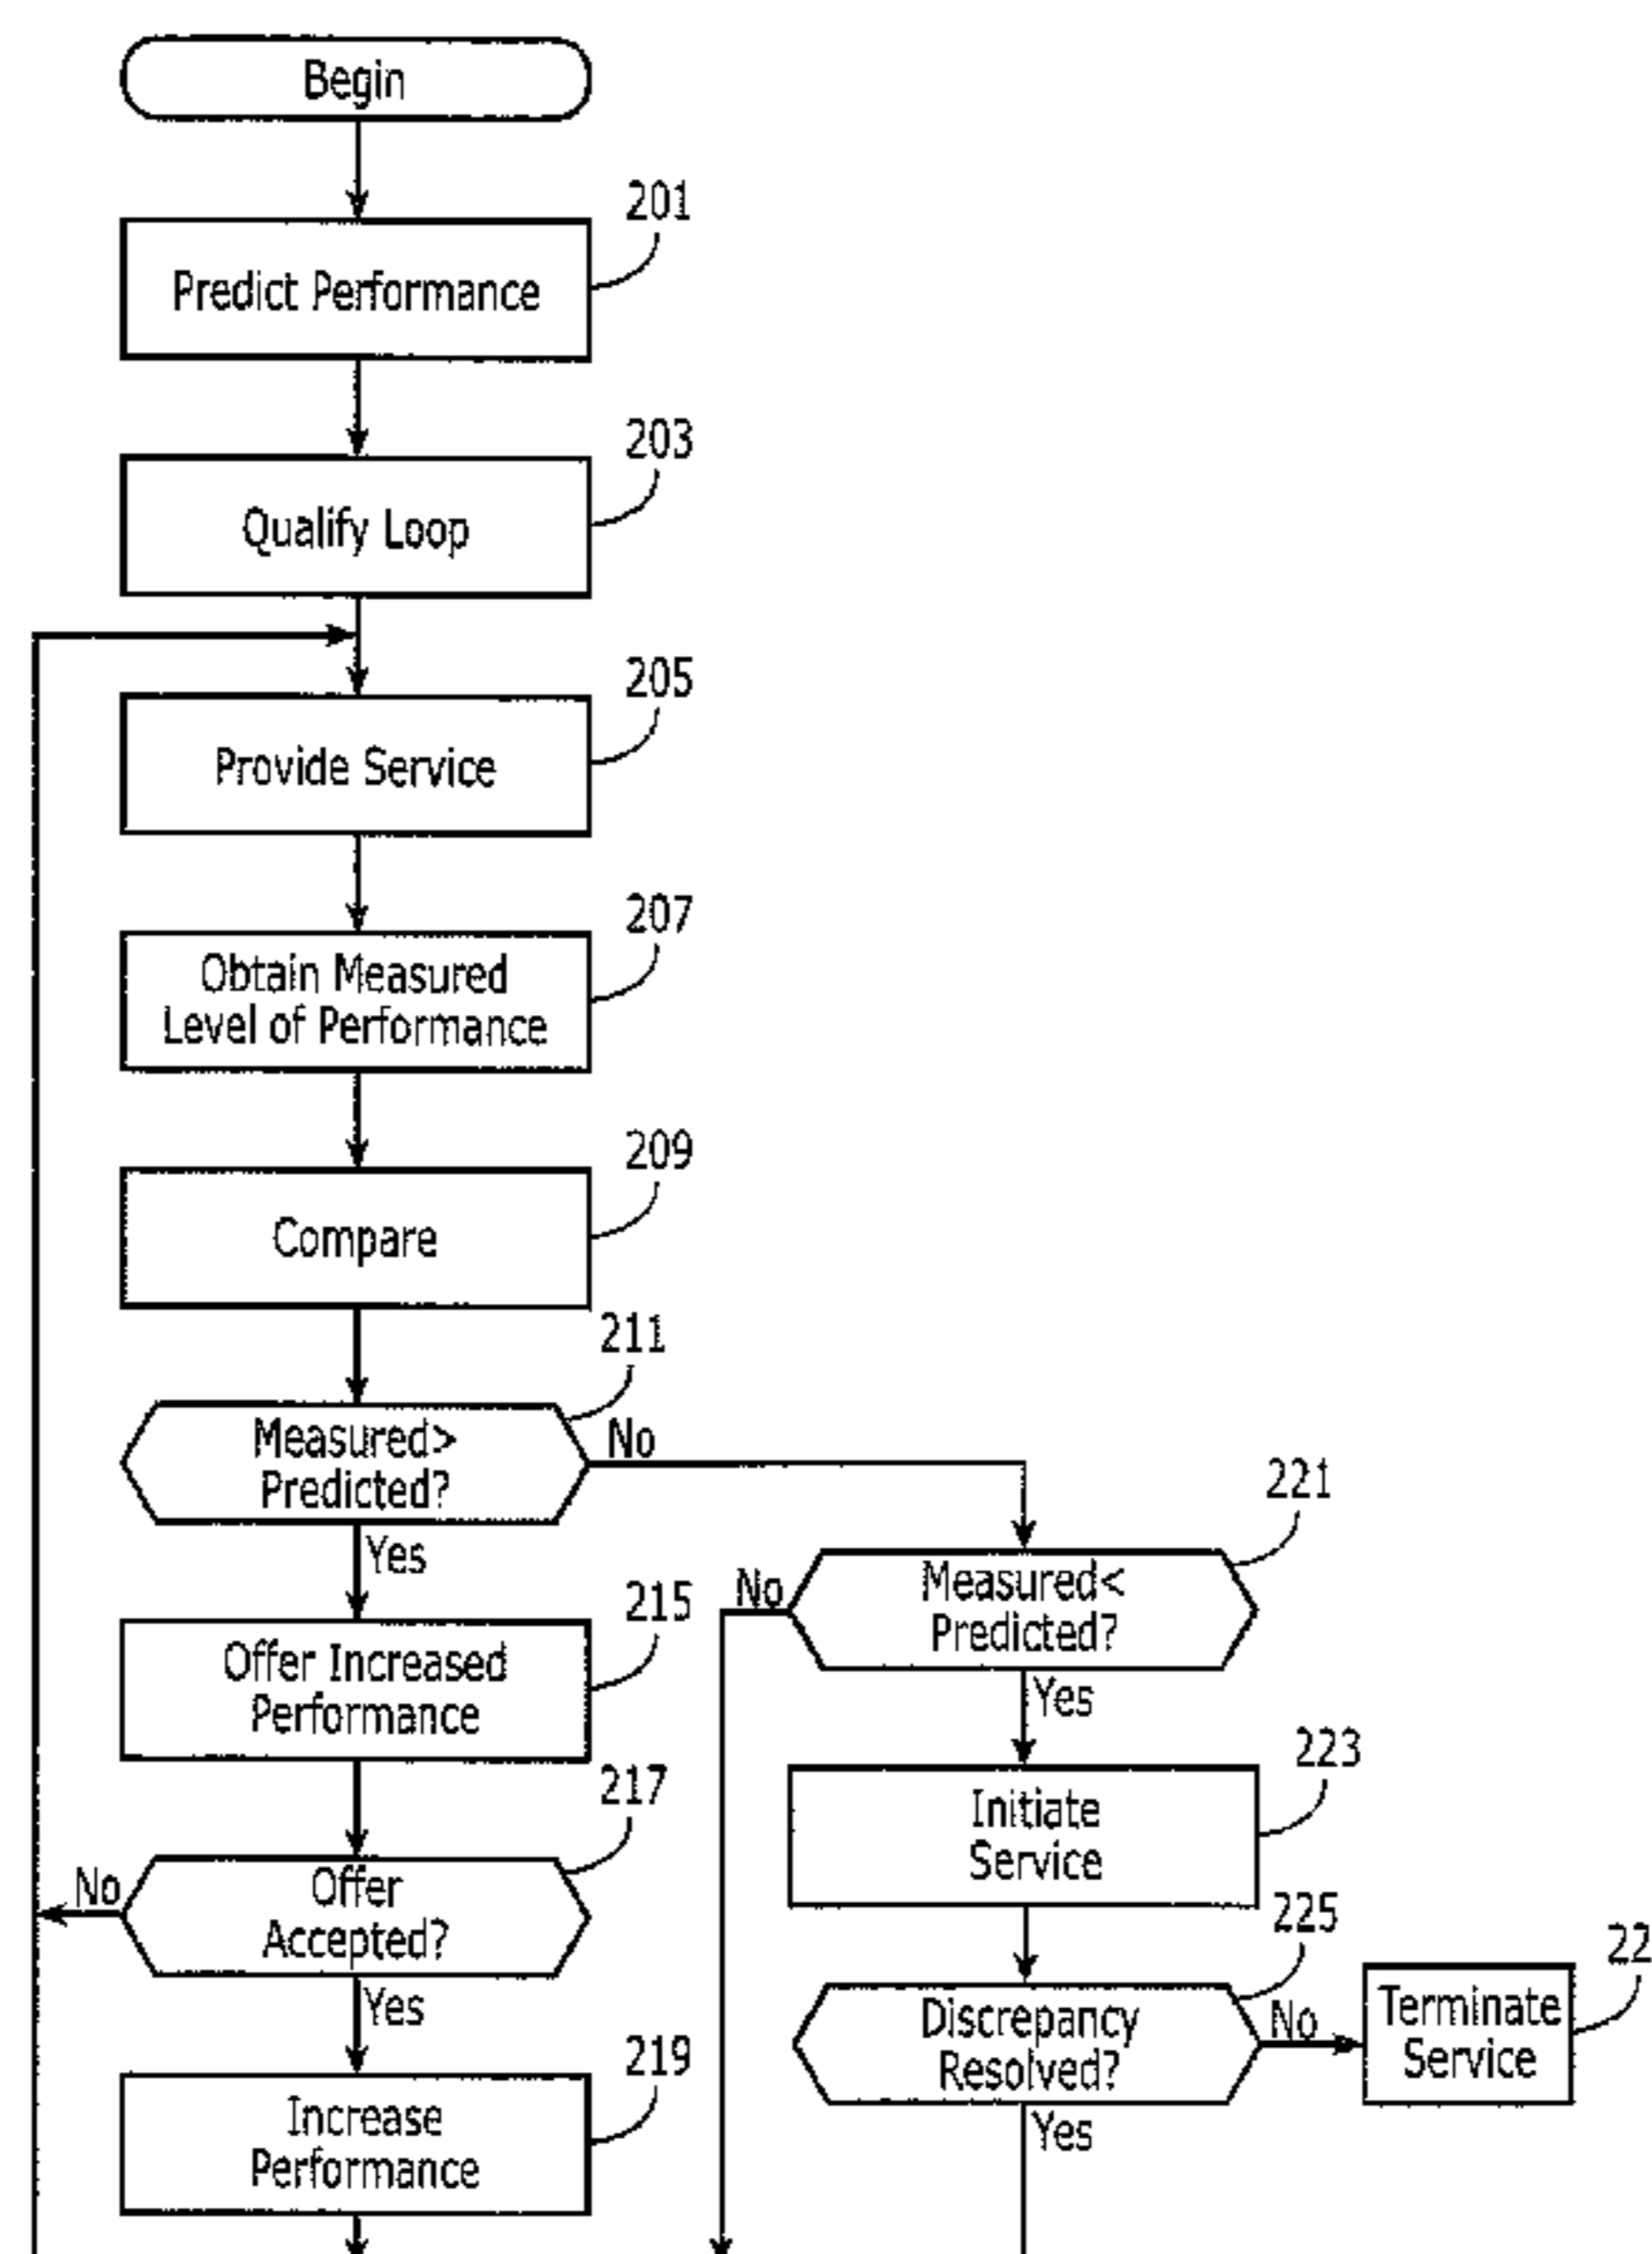 Begin
201
Predict Performance
203
Qualify Loop
205
Provide Service
207
Obtain Measured
Level of Performance
209
Compare
211
Measured>
Predicted?
No
Yes
221
Measured<
Predicted?
No
Yes
215
Offer Increased
Performance
223
Initiate
Service
217
Offer
Accepted?
No
Yes
225
Discrepancy
Resolved?
No
Yes
22
Terminate
Service
219
Increase
Performance